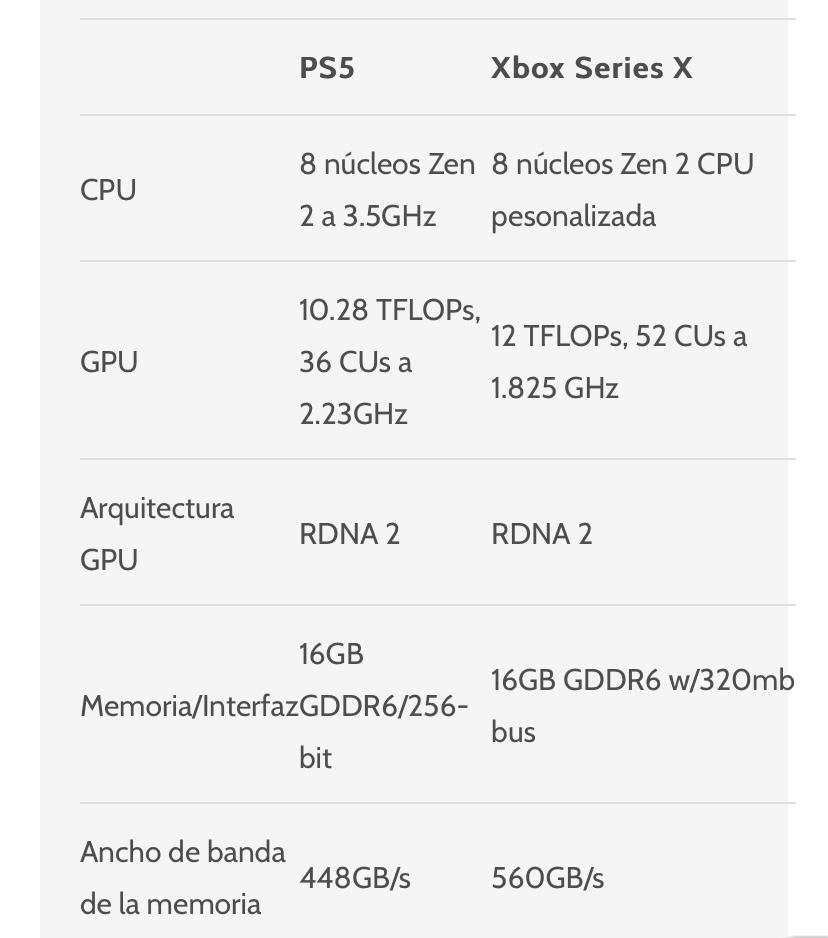 PS5 Xbox Series X
CPU
8 núcleos Zen
2 a 3.5GHz
8 núcleos Zen 2 CPU
pesonalizada
GPU
10.28 TFLOPs,
36 CUs a
2.23GHz
12 TFLOPs, 52 CUs a
1.825 GHz
Arquitectura
GPU
RDNA 2
RDNA 2
Memoria/Interfaz
16GB
GDDR6/256-
bit
16GB GDDR6 w/320mb
bus
Ancho de banda
de la memoria
448GB/s
560GB/s